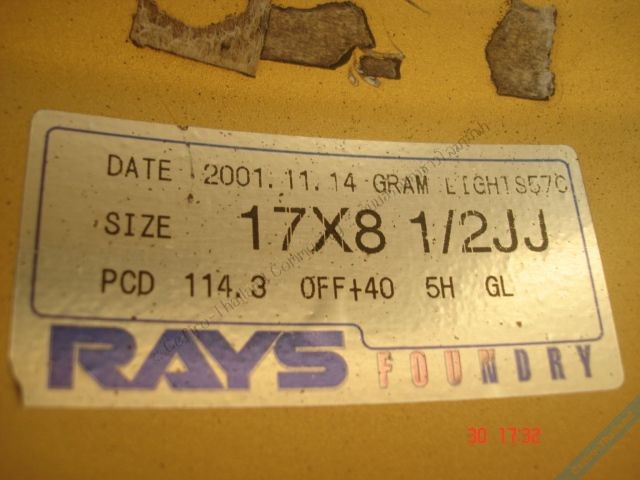 DATE 2001.11.14 GRAM LIGHTS57C
SIZE 17X8 1/2JJ
PCD 114.3 OFF+40 5H GL
RAYS FOUNDRY
30 17:32